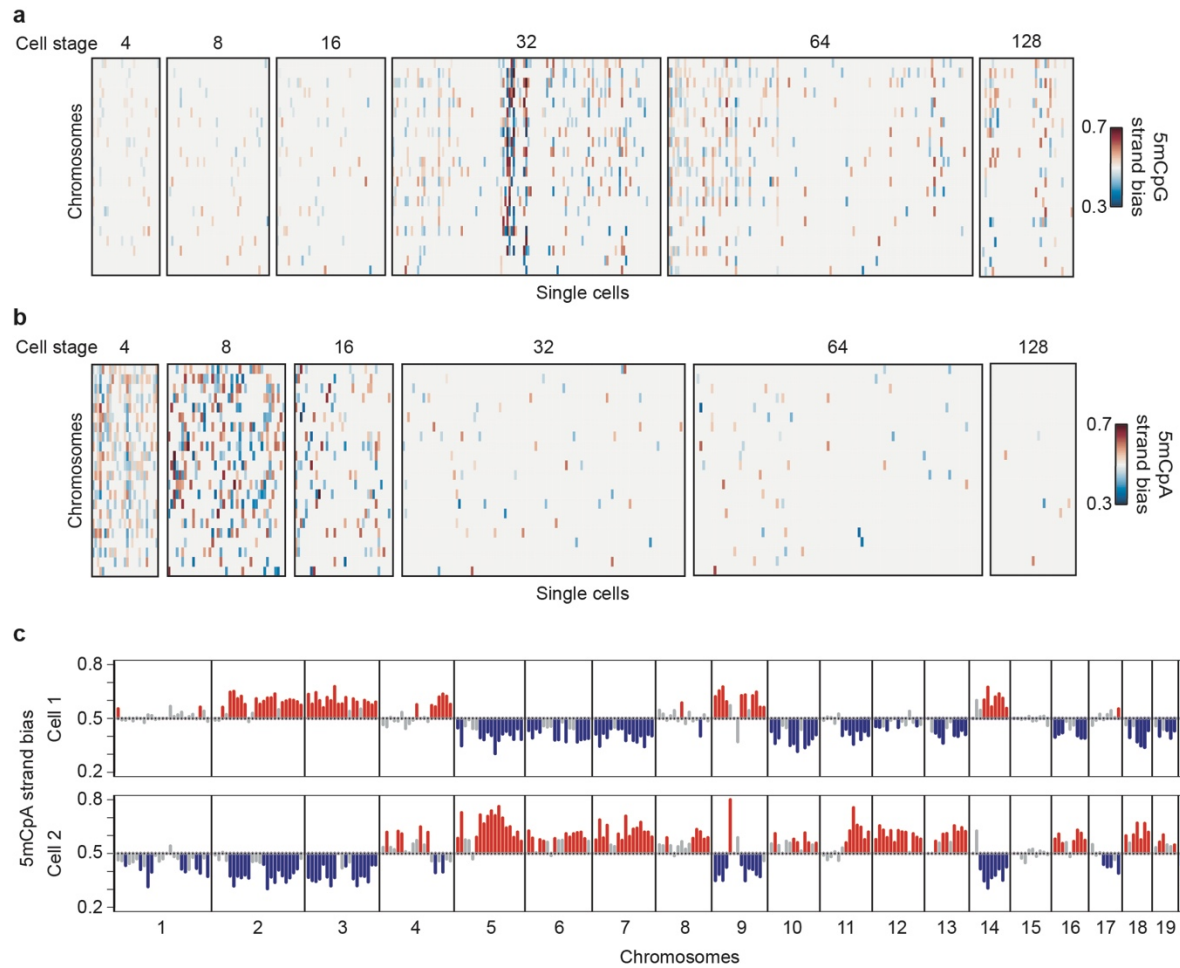 a
Cell stage 4 8 16 32 64 128
Chromosomes
0.7
0.3
5mCpG
strand bias
Single cells
b
Cell stage 4 8 16 32 64 128
Chromosomes
0.7
0.3
5mCpA
strand bias
Single cells
c
5mCpA strand bias
Cell 1
0.8
0.5
0.2
Cell 2
0.8
0.5
0.2
1 2 3 4 5 6 7 8 9 10 11 12 13 14 15 16 17 18 19
Chromosomes